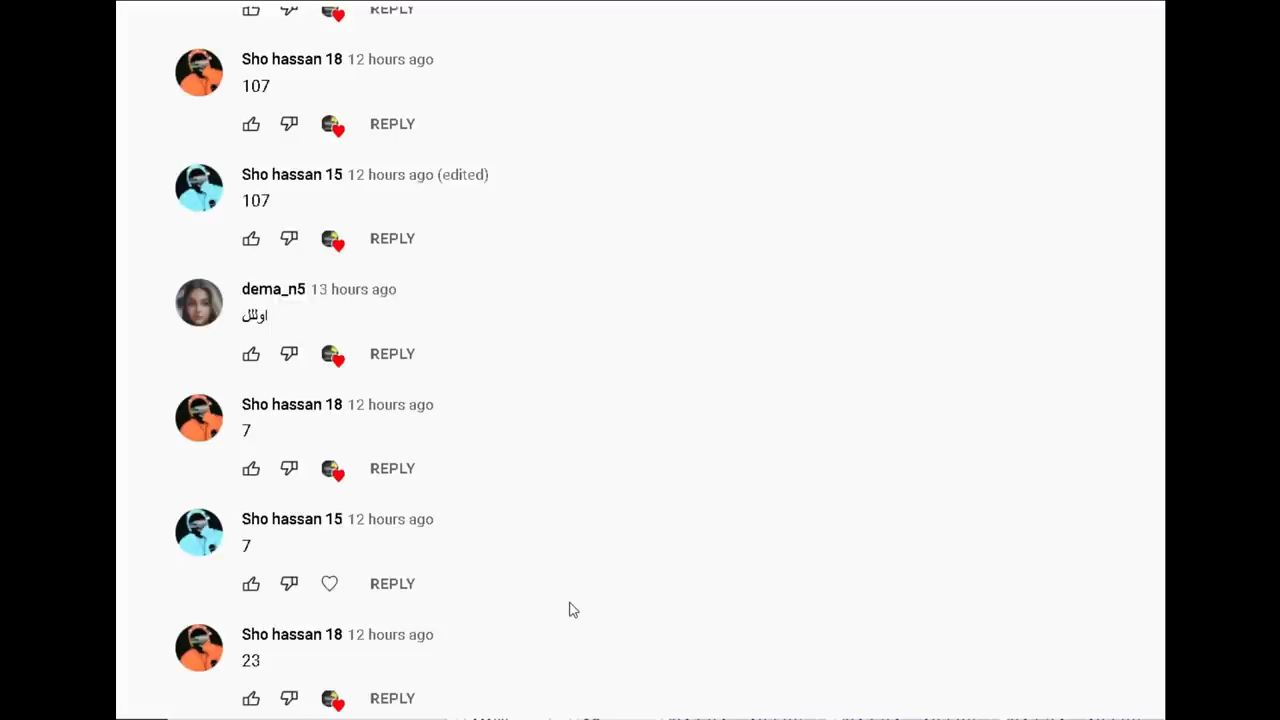 REPLY
Sho hassan 18 12 hours ago
107
REPLY
Sho hassan 15 12 hours ago (edited)
107
REPLY
dema_n5 13 hours ago
اوللل
REPLY
Sho hassan 18 12 hours ago
7
REPLY
Sho hassan 15 12 hours ago
7
REPLY
Sho hassan 18 12 hours ago
23
REPLY